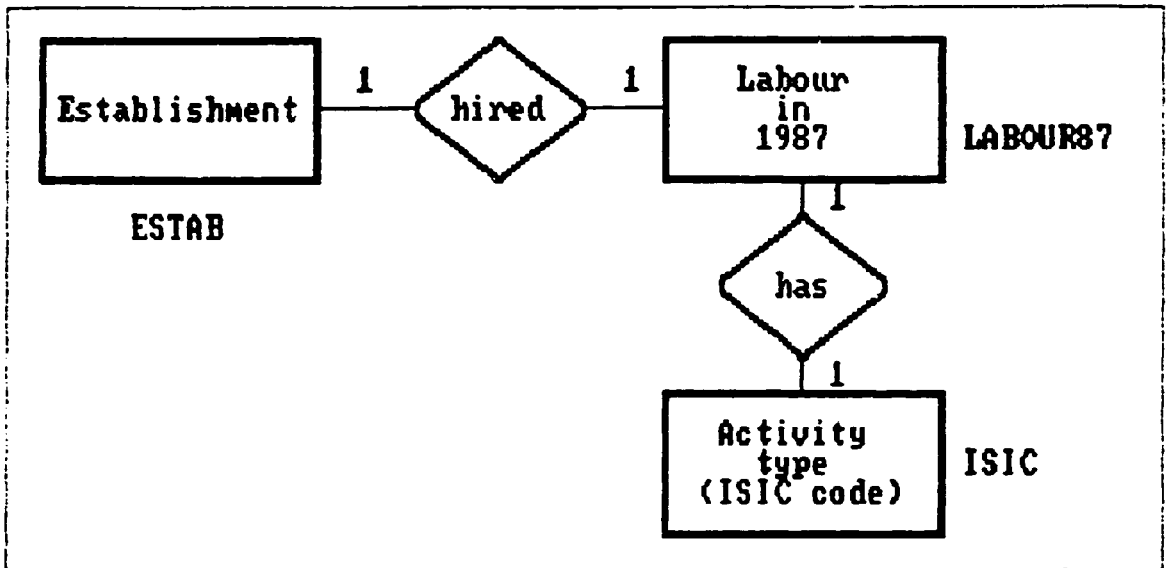 Establishment
1
hired
1
Labour
in
1987
LABOUR87
ESTAB
1
has
1
Activity
type
(ISIC code)
ISIC